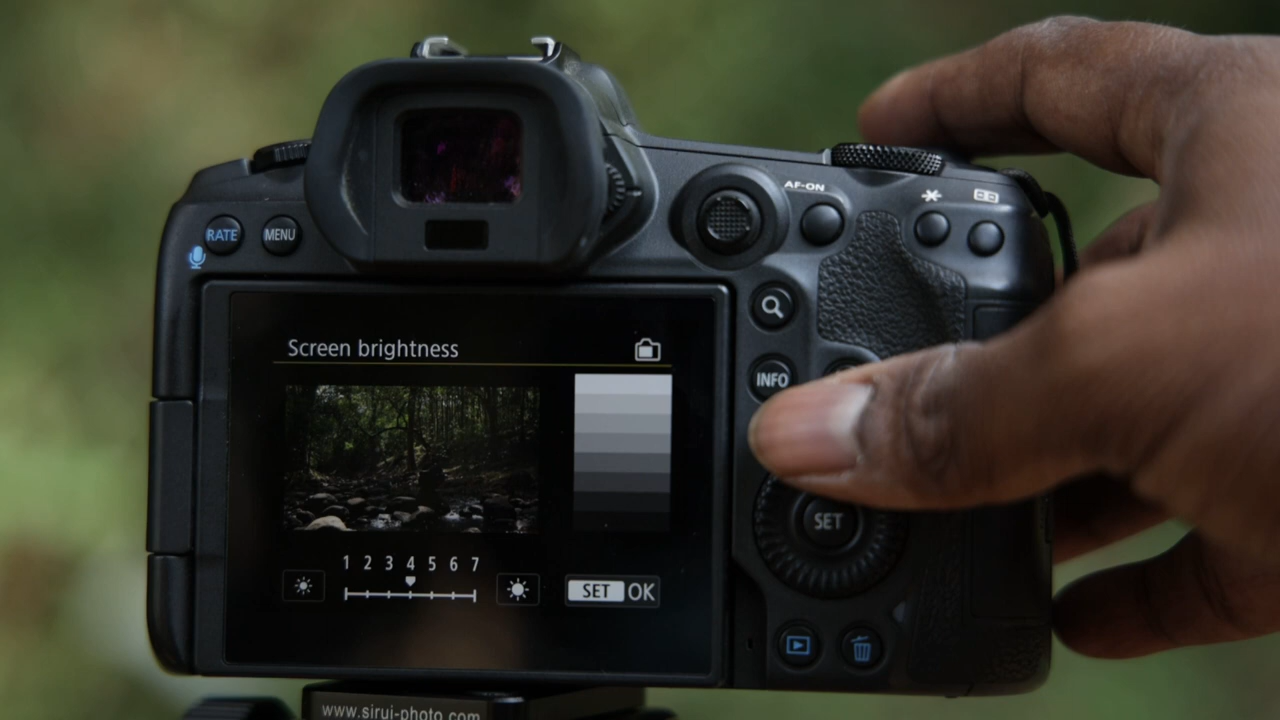 AF-ON
RATE
MENU
Screen brightness
INFO
SET
1 2 3 4 5 6 7
SET OK
www.sirui-photo.com